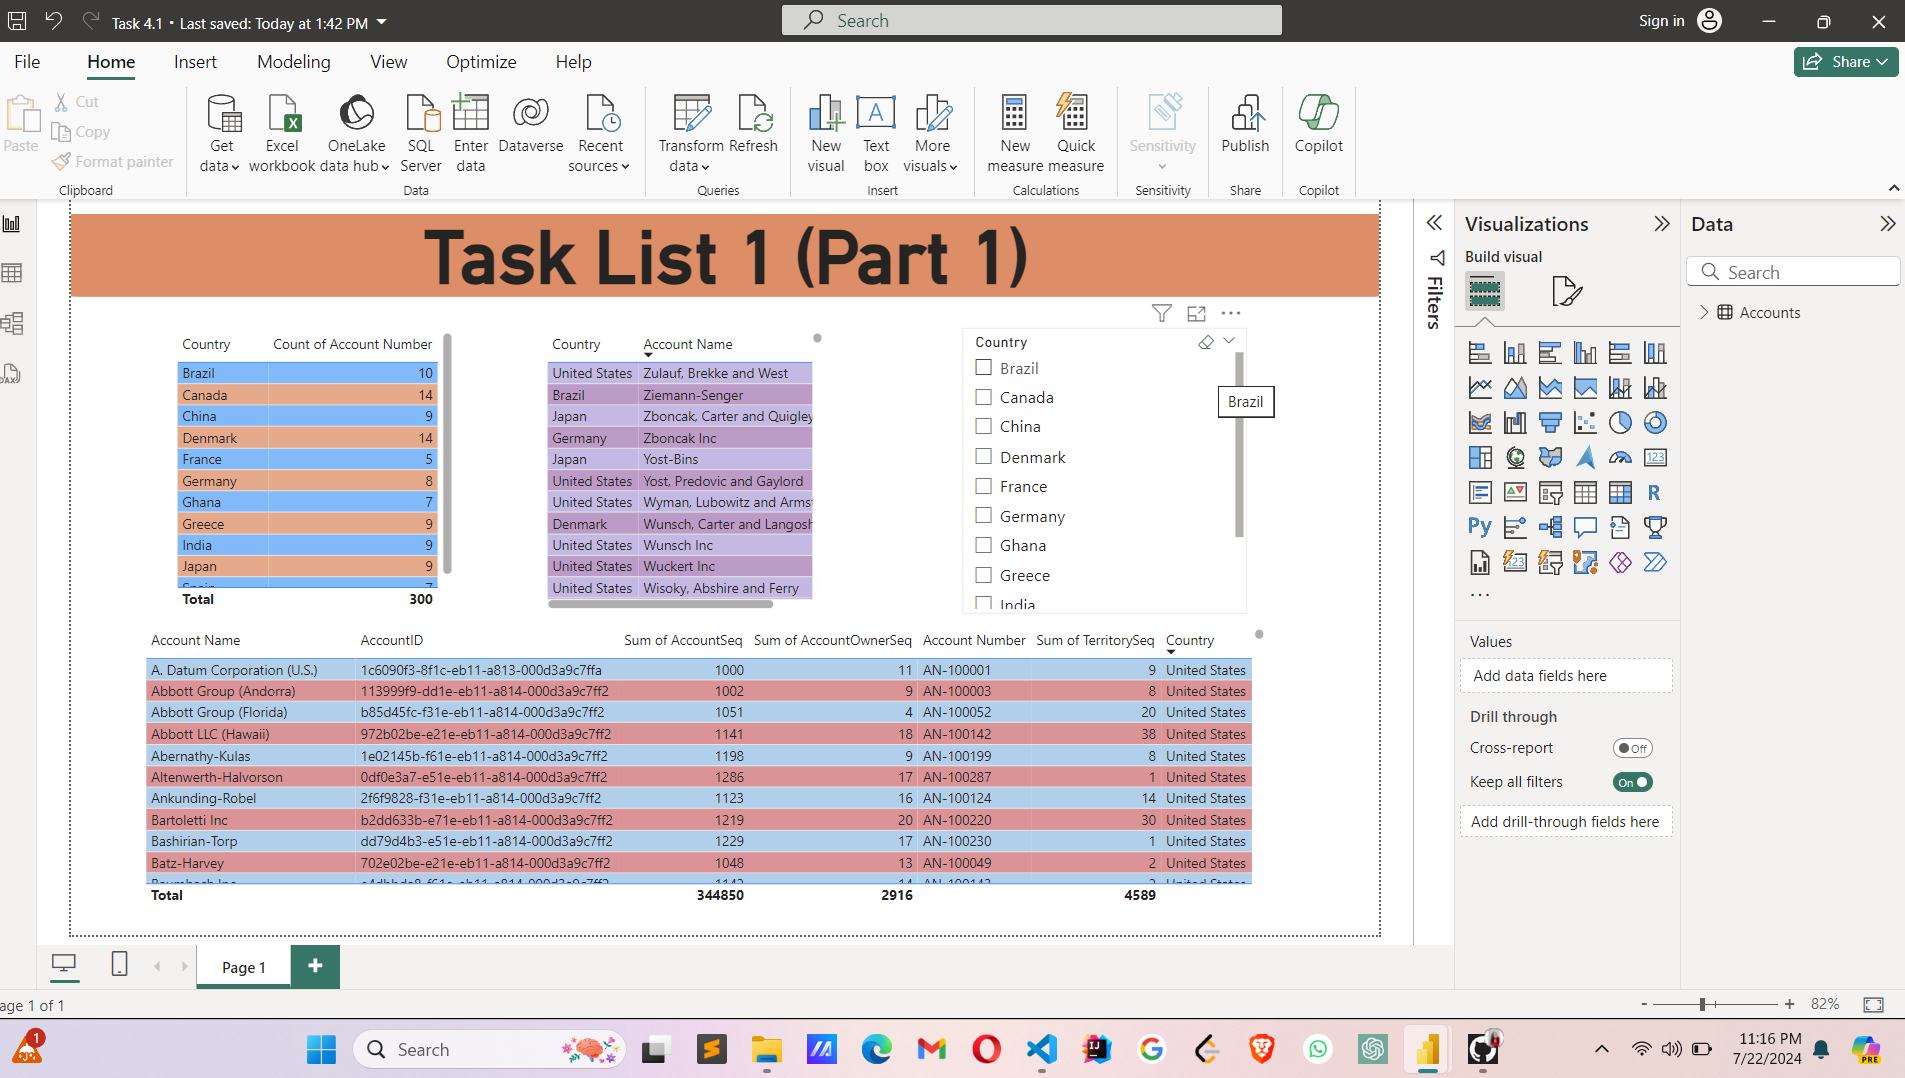 Task 4.1 • Last saved: Today at 1:42 PM
Search
Sign in
File Home Insert Modeling View Optimize Help
Share
Paste
Cut
Copy
Format painter
Clipboard
Get data
Excel workbook
OneLake data hub
SQL Server
Enter data
Dataverse
Recent sources
Data
Transform data
Refresh
Queries
New visual
A
Text box
More visuals
Insert
New measure
Quick measure
Calculations
Sensitivity
Sensitivity
Publish
Share
Copilot
Copilot
Task List 1 (Part 1)
Country Count of Account Number
Brazil 10
Canada 14
China 9
Denmark 14
France 5
Germany 8
Ghana 7
Greece 9
India 9
Japan 9
Spain 7
Total 300
Country Account Name
United States Zulauf, Brekke and West
Brazil Ziemann-Senger
Japan Zboncak, Carter and Quigley
Germany Zboncak Inc
Japan Yost-Bins
United States Yost, Predovic and Gaylord
United States Wyman, Lubowitz and Armst
Denmark Wunsch, Carter and Langosh
United States Wunsch Inc
United States Wuckert Inc
United States Wisoky, Abshire and Ferry
Country
Brazil
Canada
China
Denmark
France
Germany
Ghana
Greece
India
Brazil
Account Name AccountID Sum of AccountSeq Sum of AccountOwnerSeq Account Number Sum of TerritorySeq Country
A. Datum Corporation (U.S.) 1c6090f3-8f1c-eb11-a813-000d3a9c7ffa 1000 11 AN-100001 9 United States
Abbott Group (Andorra) 113999f9-dd1e-eb11-a814-000d3a9c7ff2 1002 9 AN-100003 8 United States
Abbott Group (Florida) b85d45fc-f31e-eb11-a814-000d3a9c7ff2 1051 4 AN-100052 20 United States
Abbott LLC (Hawaii) 972b02be-e21e-eb11-a814-000d3a9c7ff2 1141 18 AN-100142 38 United States
Abernathy-Kulas 1e02145b-f61e-eb11-a814-000d3a9c7ff2 1198 9 AN-100199 8 United States
Altenwerth-Halvorson 0df0e3a7-e51e-eb11-a814-000d3a9c7ff2 1286 17 AN-100287 1 United States
Ankunding-Robel 2f6f9828-f31e-eb11-a814-000d3a9c7ff2 1123 16 AN-100124 14 United States
Bartoletti Inc b2dd633b-e71e-eb11-a814-000d3a9c7ff2 1219 20 AN-100220 30 United States
Bashirian-Torp dd79d4b3-e51e-eb11-a814-000d3a9c7ff2 1229 17 AN-100230 1 United States
Batz-Harvey 702e02be-e21e-eb11-a814-000d3a9c7ff2 1048 13 AN-100049 2 United States
Total 344850 2916 4589
Filters
Visualizations
Build visual
123
R
Py
123
...
Values
Add data fields here
Drill through
Cross-report Off
Keep all filters On
Add drill-through fields here
Data
Search
Accounts
Page 1
+
age 1 of 1
- + 82%
1
Search
11:16 PM
7/22/2024
PRE